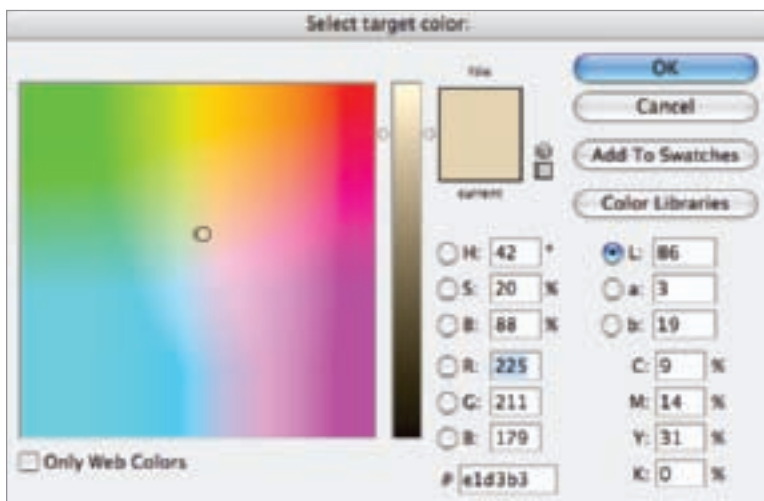 Select target color:
new
OK
Cancel
Add To Swatches
current
Color Libraries
H: 42 °
L: 86
S: 20 %
a: 3
B: 88 %
b: 19
R: 225
C: 9 %
G: 211
M: 14 %
B: 179
Y: 31 %
Only Web Colors
# e1d3b3
K: 0 %